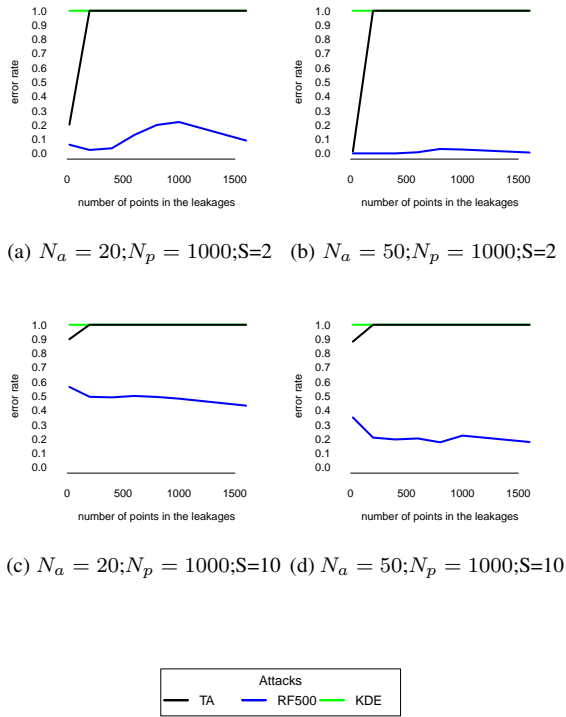 1.0
0.9
0.8
0.7
0.6
0.5
0.4
0.3
0.2
0.1
0.0
error rate
0 500 1000 1500
number of points in the leakages
1.0
0.9
0.8
0.7
0.6
0.5
0.4
0.3
0.2
0.1
0.0
error rate
0 500 1000 1500
number of points in the leakages
(a) N_a = 20;N_p = 1000;S=2 (b) N_a = 50;N_p = 1000;S=2
1.0
0.9
0.8
0.7
0.6
0.5
0.4
0.3
0.2
0.1
0.0
error rate
0 500 1000 1500
number of points in the leakages
1.0
0.9
0.8
0.7
0.6
0.5
0.4
0.3
0.2
0.1
0.0
error rate
0 500 1000 1500
number of points in the leakages
(c) N_a = 20;N_p = 1000;S=10 (d) N_a = 50;N_p = 1000;S=10
Attacks
TA RF500 KDE